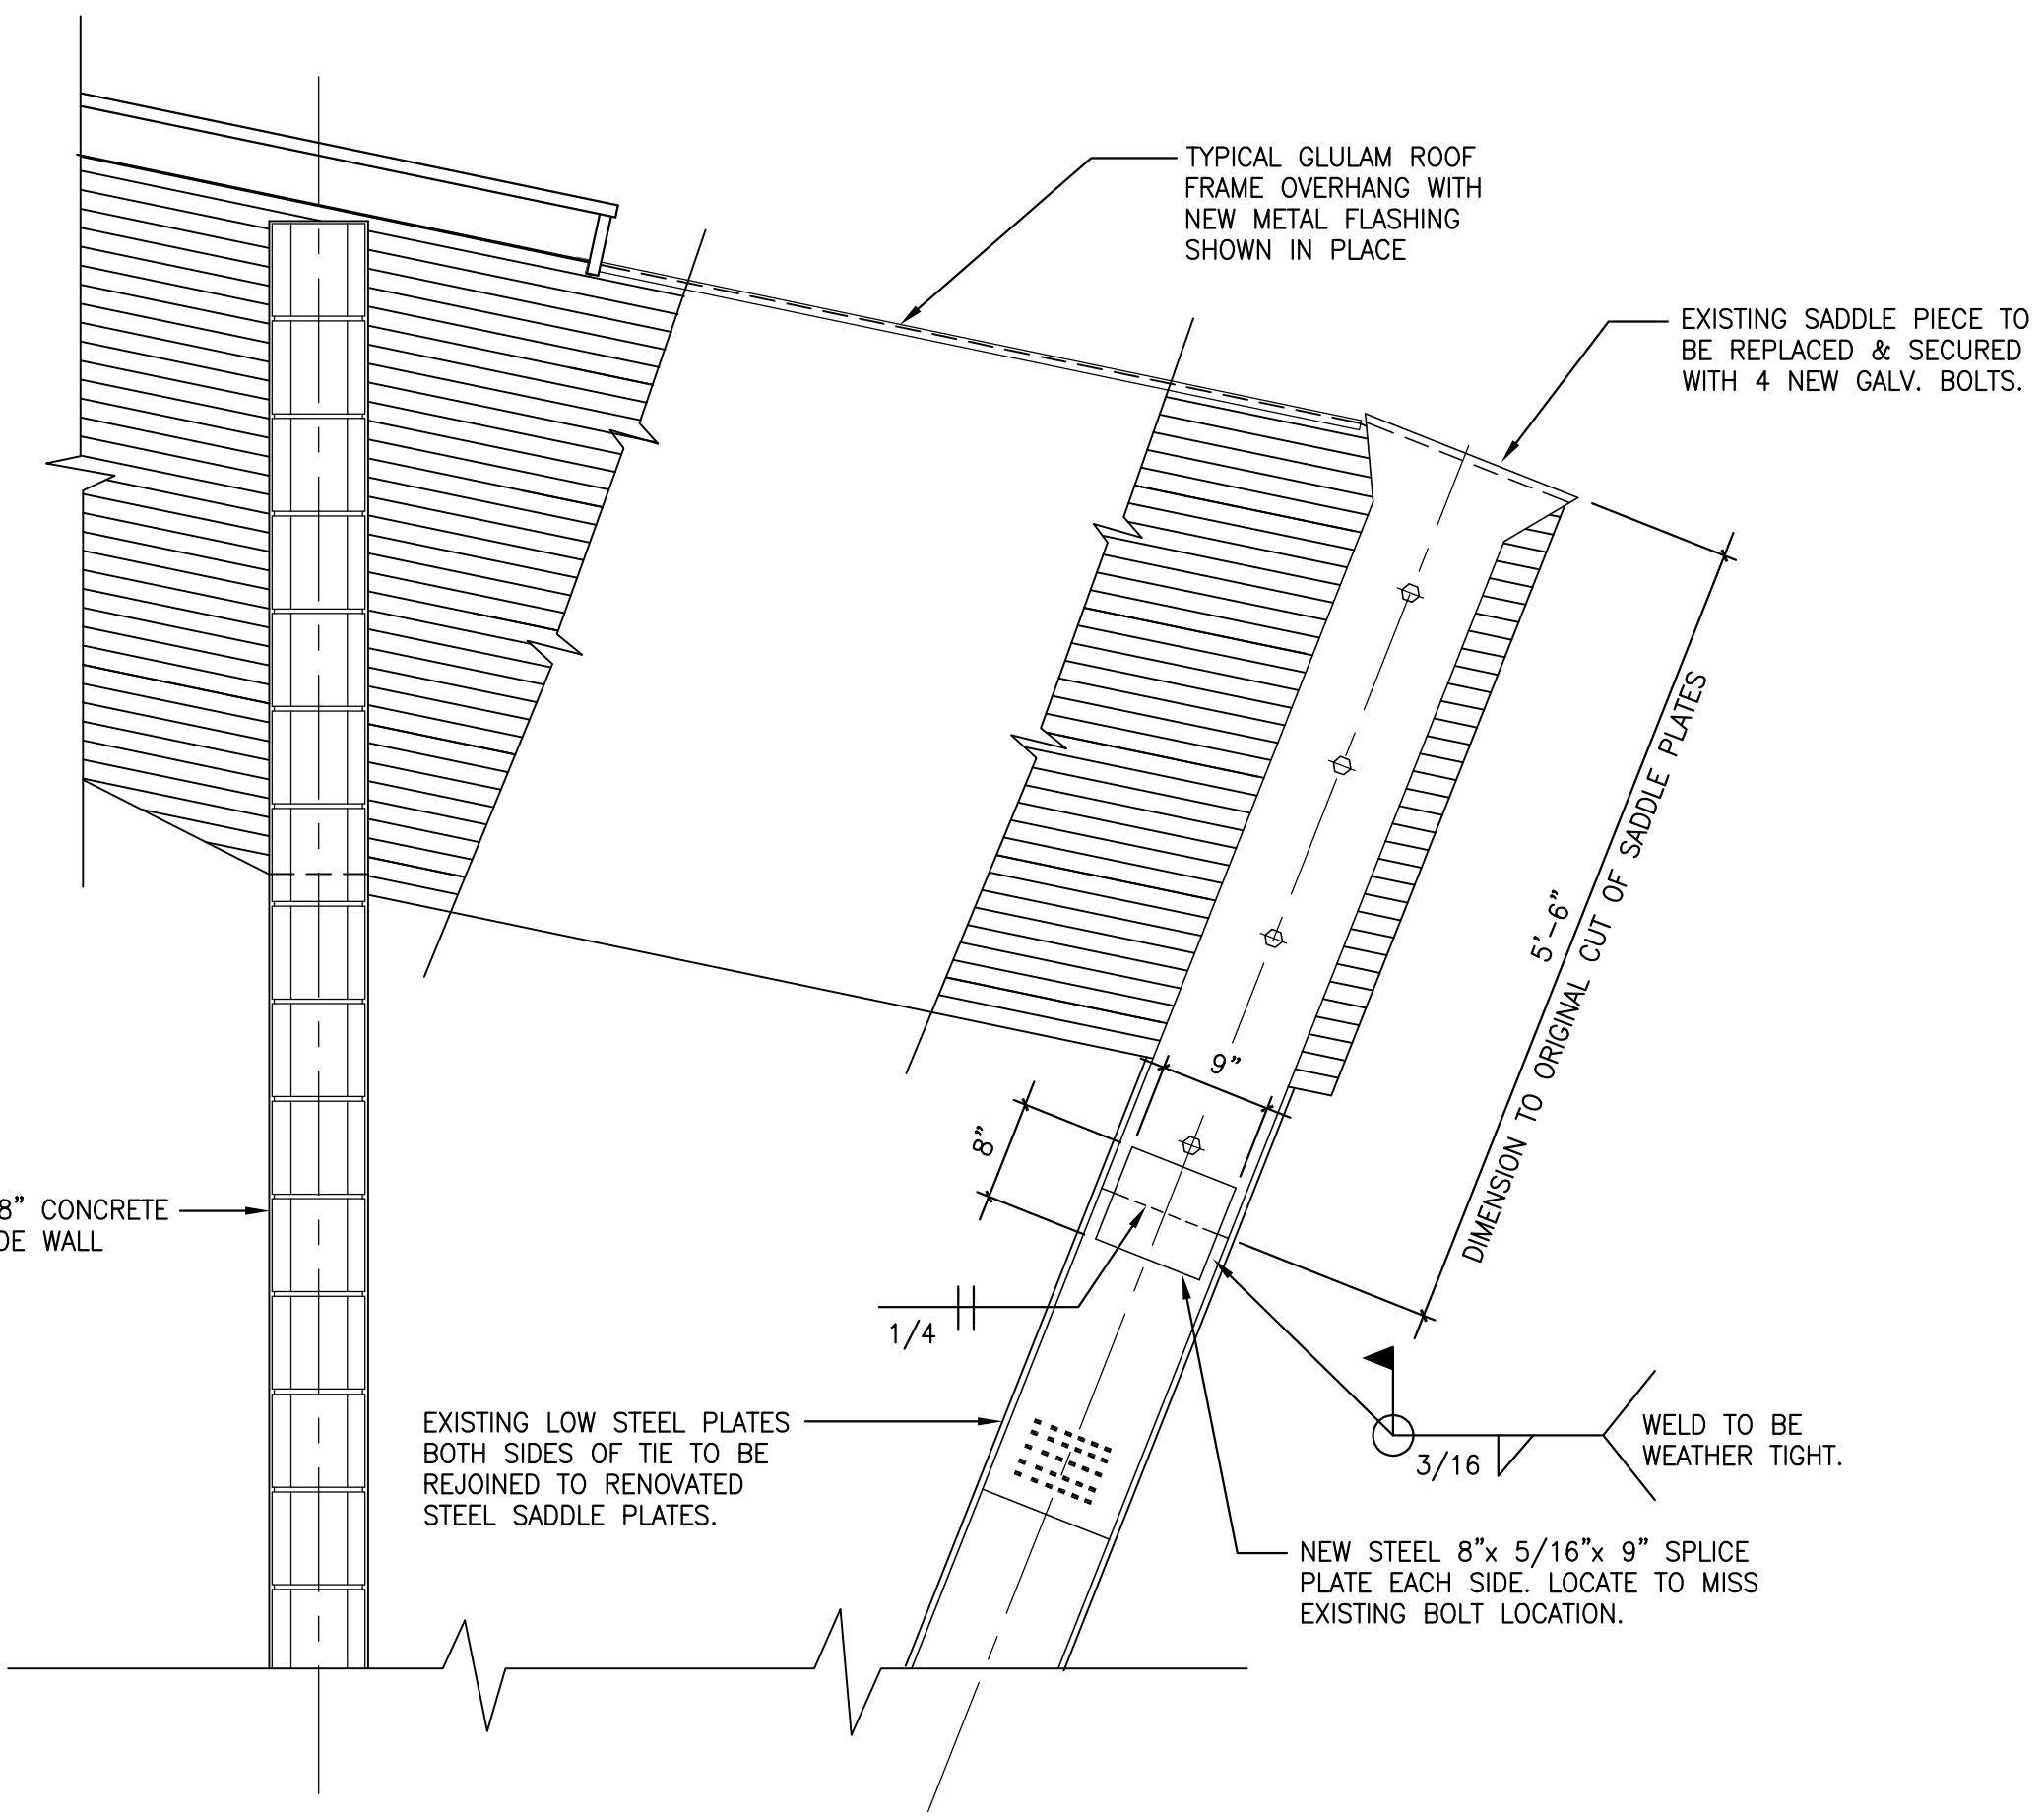 TYPICAL GLULAM ROOF
FRAME OVERHANG WITH
NEW METAL FLASHING
SHOWN IN PLACE
EXISTING SADDLE PIECE TO
BE REPLACED & SECURED
WITH 4 NEW GALV. BOLTS.
5'-6"
DIMENSION TO ORIGINAL CUT OF SADDLE PLATES
9"
8"
8" CONCRETE
WALL
1/4
EXISTING LOW STEEL PLATES
BOTH SIDES OF TIE TO BE
REJOINED TO RENOVATED
STEEL SADDLE PLATES.
3/16
WELD TO BE
WEATHER TIGHT.
NEW STEEL 8"x 5/16"x 9" SPLICE
PLATE EACH SIDE. LOCATE TO MISS
EXISTING BOLT LOCATION.